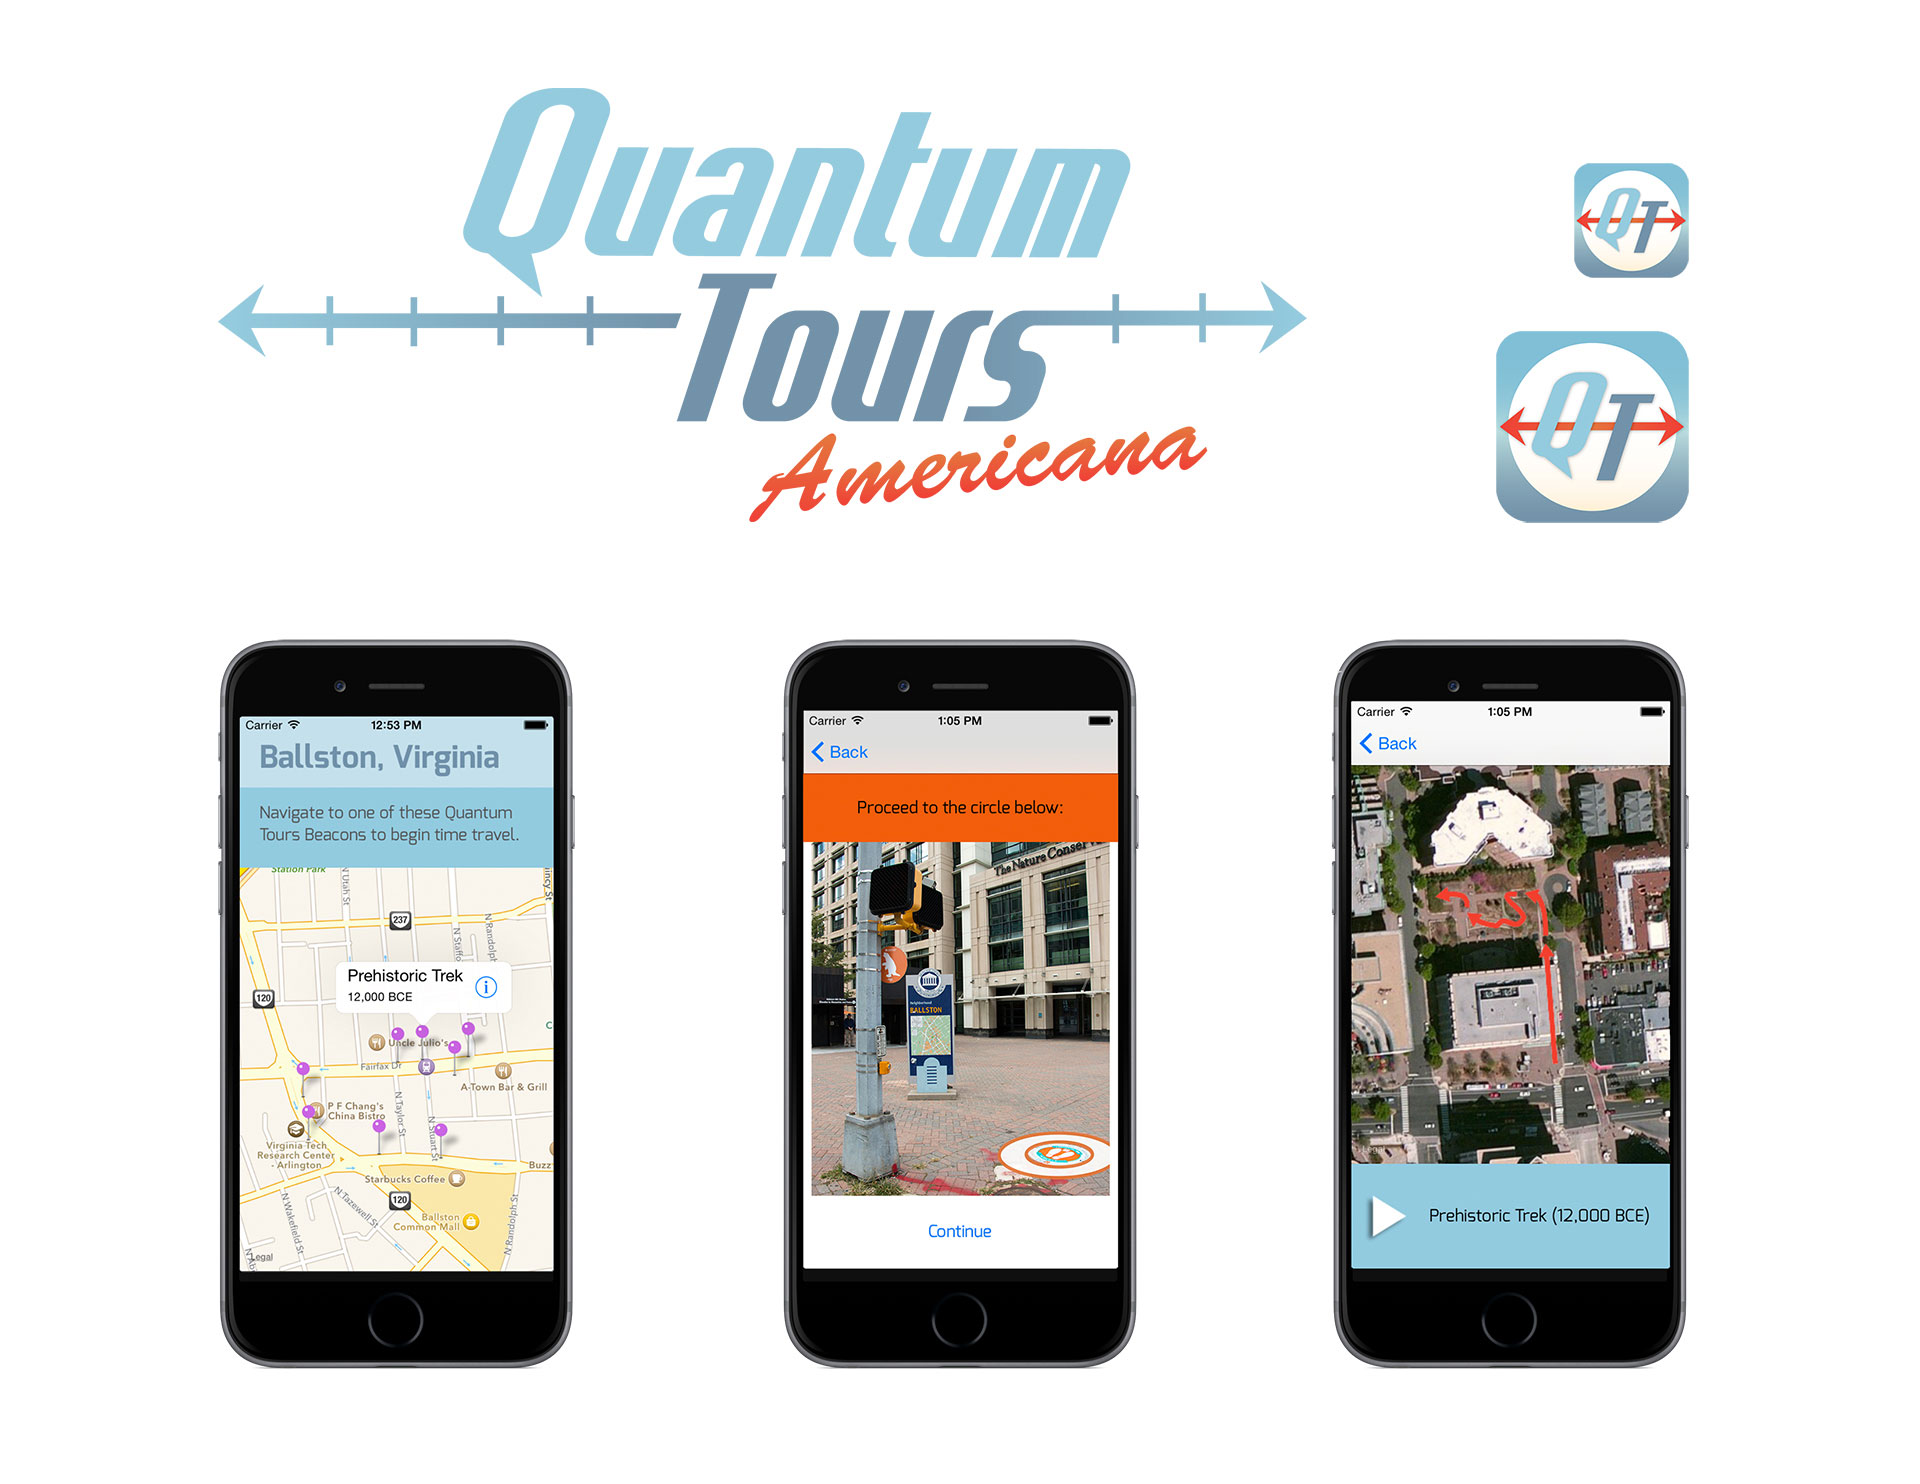 Quantum
Tours
Americana
QT
QT
Carrier 12:53 PM
Ballston, Virginia
Navigate to one of these Quantum
Tours Beacons to begin time travel.
Station Park
N Utah St
237
N Randolph
Prehistoric Trek
12,000 BCE
120
Uncle Julio's
Fairfax Dr
A-Town Bar & Grill
P F Chang's
China Bistro
N Taylor St
N Stuart St
Virginia Tech
Research Center
- Arlington
Buzz
Starbucks Coffee
120
N Tazewell St
N Wakefield St
Ballston
Common Mall
N Randolph St
Legal
Carrier 1:05 PM
Back
Proceed to the circle below:
The Nature Conser
BALLSTON
Continue
Carrier 1:05 PM
Back
Legal
Prehistoric Trek (12,000 BCE)